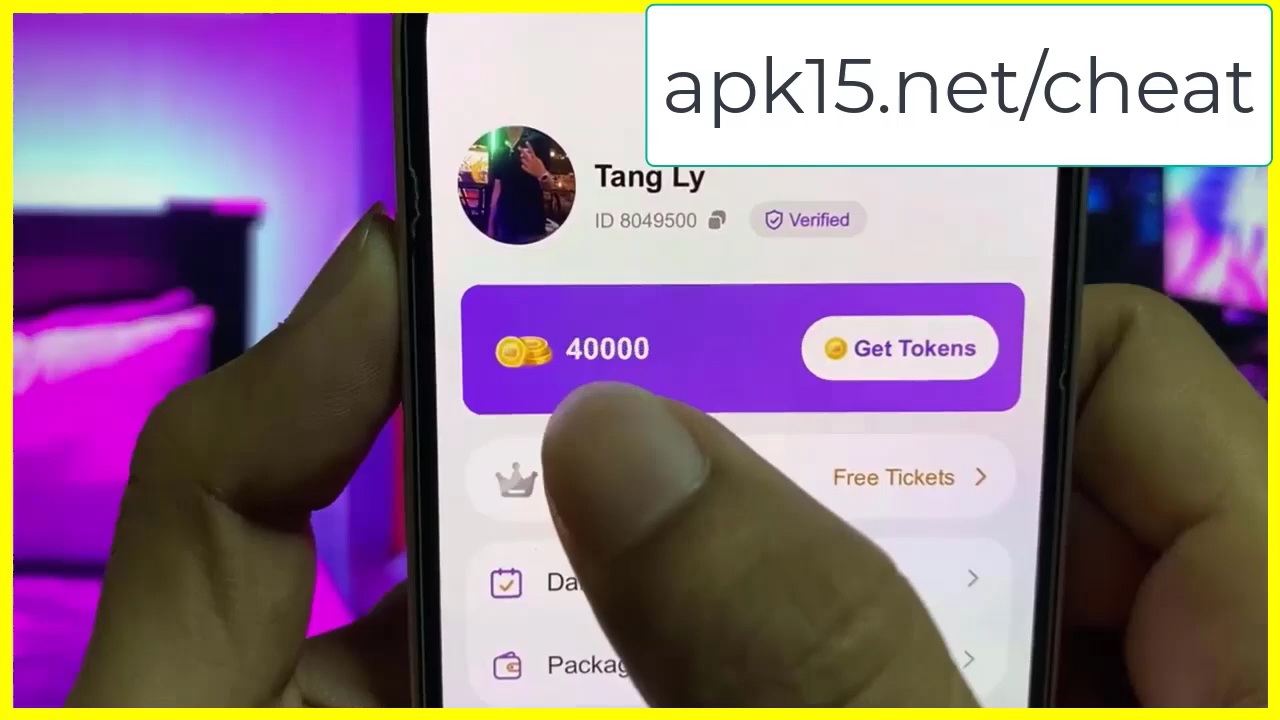 apk15.net/cheat
Tang Ly
ID 8049500
Verified
40000
Get Tokens
Free Tickets